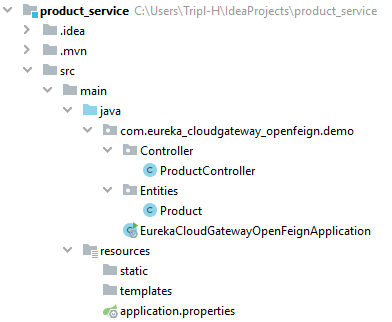 product_service C:\Users\Tripl-H\IdeaProjects\product_service
.idea
.mvn
src
main
java
com.eureka_cloudgateway_openfeign.demo
Controller
ProductController
Entities
Product
EurekaCloudGatewayOpenFeignApplication
resources
static
templates
application.properties